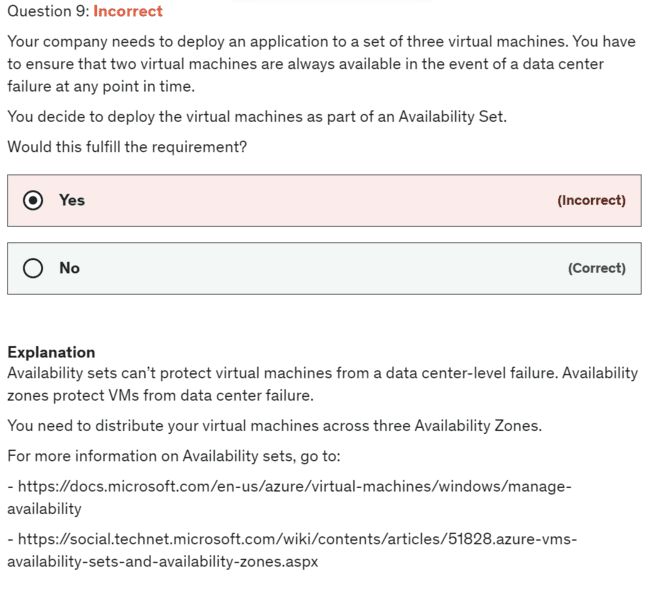 Question 9: Incorrect
Your company needs to deploy an application to a set of three virtual machines. You have
to ensure that two virtual machines are always available in the event of a data center
failure at any point in time.
You decide to deploy the virtual machines as part of an Availability Set.
Would this fulfill the requirement?
Yes (Incorrect)
No (Correct)
Explanation
Availability sets can’t protect virtual machines from a data center-level failure. Availability
zones protect VMs from data center failure.
You need to distribute your virtual machines across three Availability Zones.
For more information on Availability sets, go to:
- https://docs.microsoft.com/en-us/azure/virtual-machines/windows/manage-
availability
- https://social.technet.microsoft.com/wiki/contents/articles/51828.azure-vms-
availability-sets-and-availability-zones.aspx